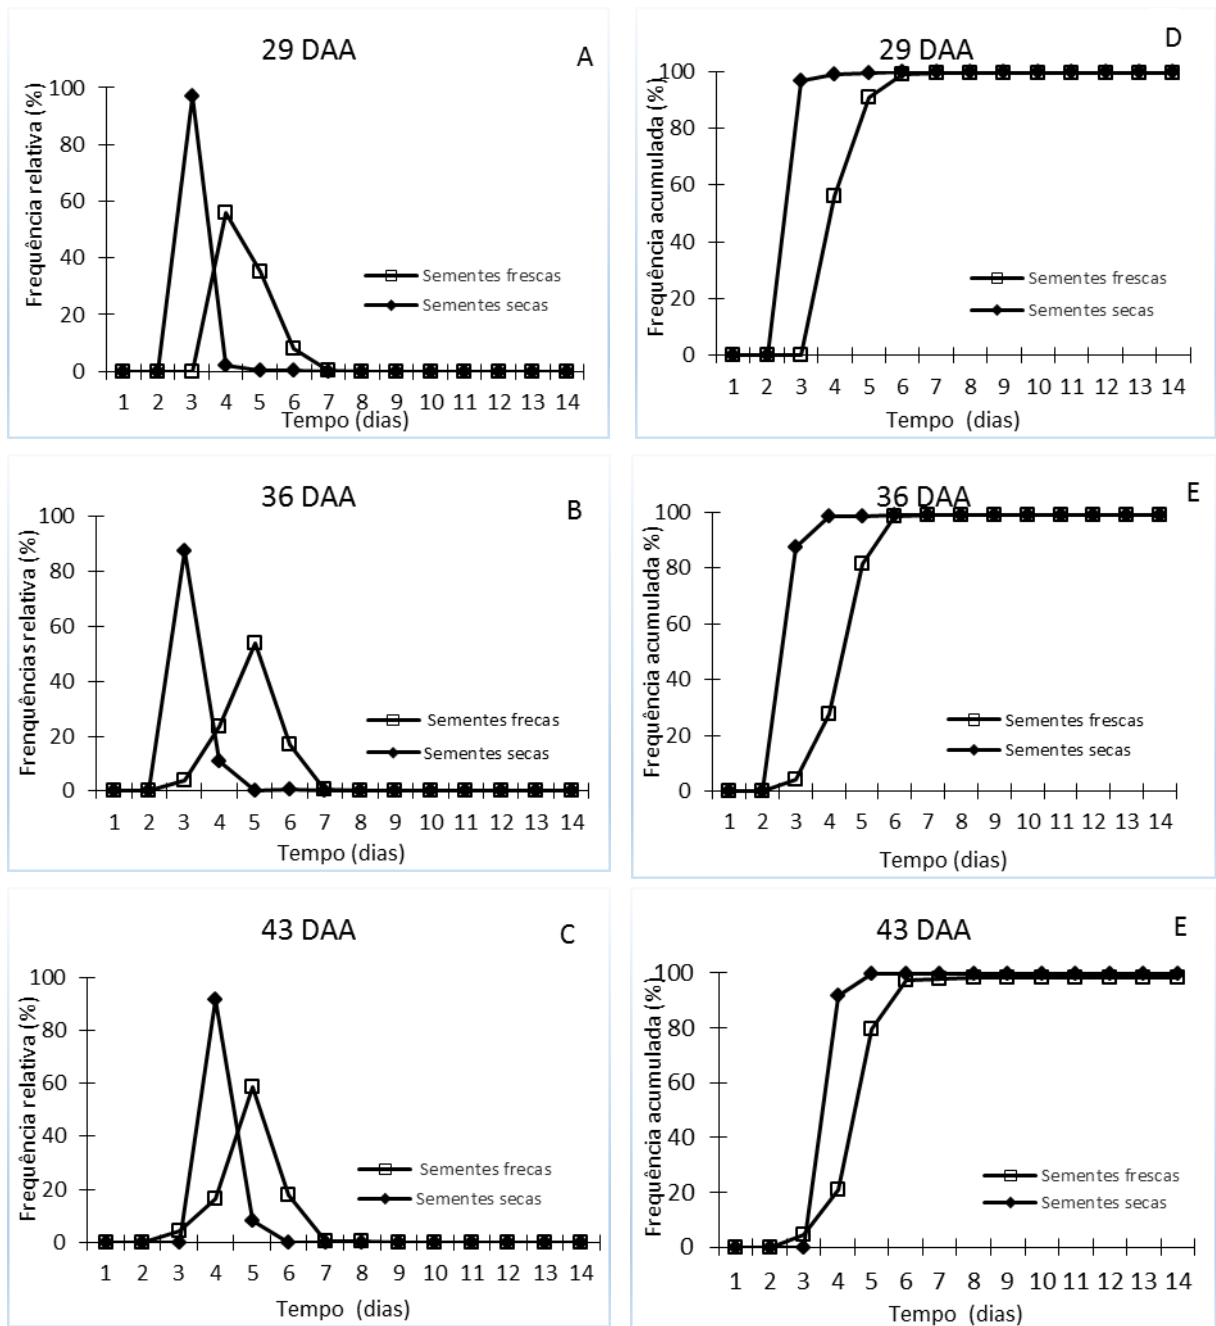 29 DAA
A
Frequência relativa (%)
100
80
60
40
20
0
Sementes frescas
Sementes secas
1 2 3 4 5 6 7 8 9 10 11 12 13 14
Tempo (dias)
29 DAA
D
Frequência acumulada (%)
100
80
60
40
20
0
Sementes frescas
Sementes secas
1 2 3 4 5 6 7 8 9 10 11 12 13 14
Tempo (dias)
36 DAA
B
Frenquências relativa (%)
100
80
60
40
20
0
Sementes frecas
Sementes secas
1 2 3 4 5 6 7 8 9 10 11 12 13 14
Tempo (dias)
36 DAA
E
Frequência acumulada %)
100
80
60
40
20
0
Sementes frescas
Sementes secas
1 2 3 4 5 6 7 8 9 10 11 12 13 14
Tempo (dias)
43 DAA
C
Frequência relativa (%)
100
80
60
40
20
0
Sementes frecas
Sementes secas
1 2 3 4 5 6 7 8 9 10 11 12 13 14
Tempo (dias)
43 DAA
E
Frequência acumulada (%)
100
80
60
40
20
0
Sementes frescas
Sementes secas
1 2 3 4 5 6 7 8 9 10 11 12 13 14
Tempo (dias)